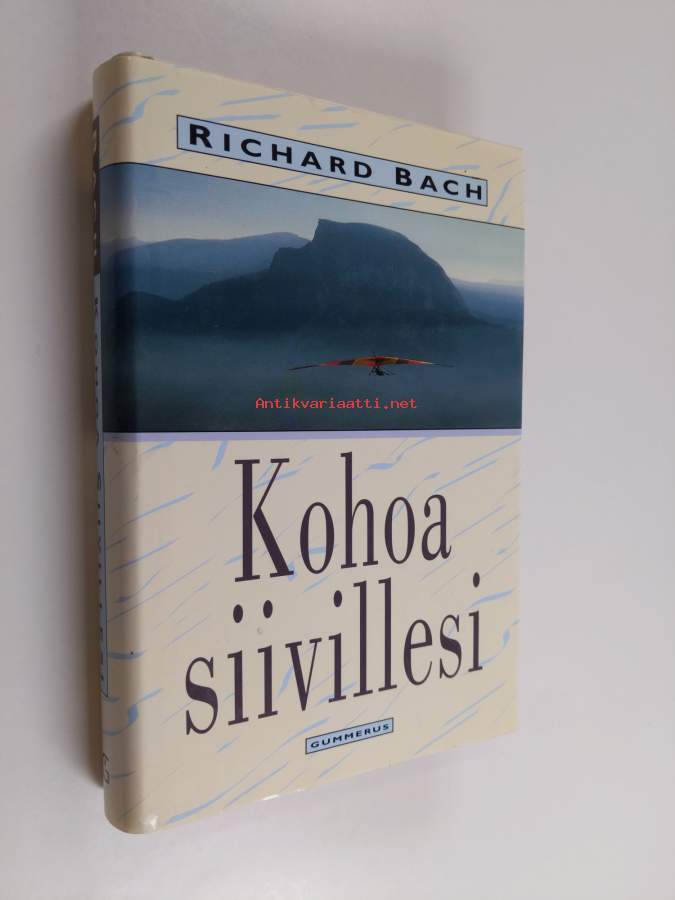 RICHARD BACH
Antikvariaatti.net
Kohoa
siivillesi
GUMMERUS